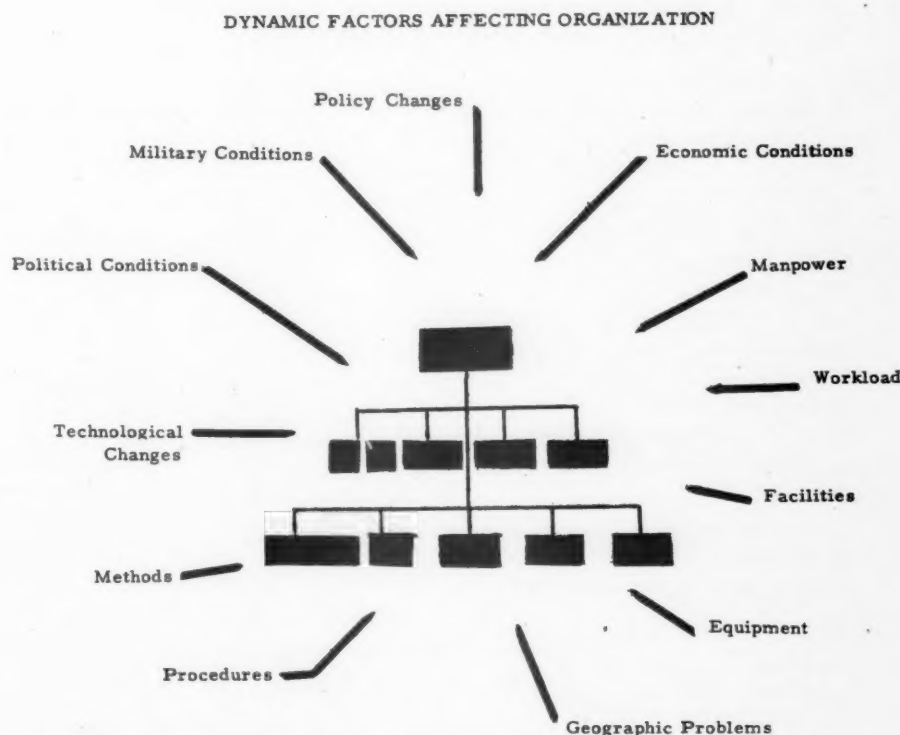 DYNAMIC FACTORS AFFECTING ORGANIZATION
Policy Changes
Military Conditions
Economic Conditions
Political Conditions
Manpower
Workload
Technological
Changes
Facilities
Methods
Equipment
Procedures
Geographic Problems